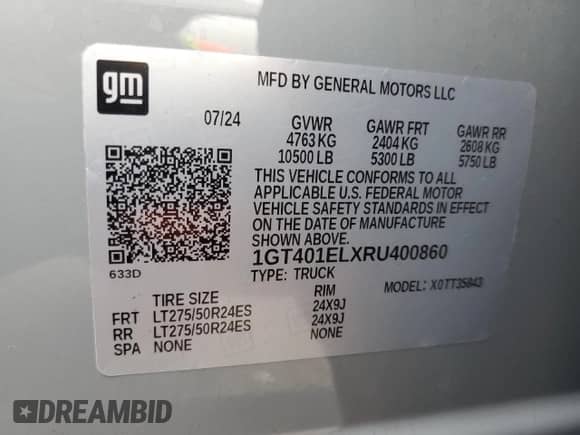 gm
MFD BY GENERAL MOTORS LLC
07/24 GVWR GAWR FRT GAWR RR
4763 KG 2404 KG 2608 KG
10500 LB 5300 LB 5750 LB
THIS VEHICLE CONFORMS TO ALL
APPLICABLE U.S. FEDERAL MOTOR
VEHICLE SAFETY STANDARDS IN EFFECT
ON THE DATE OF MANUFACTURE
SHOWN ABOVE.
633D 1GT401ELXRU400860
TYPE: TRUCK MODEL: X0TT35843
TIRE SIZE RIM
FRT LT275/50R24ES 24X9J
RR LT275/50R24ES 24X9J
SPA NONE NONE
DREAMBID